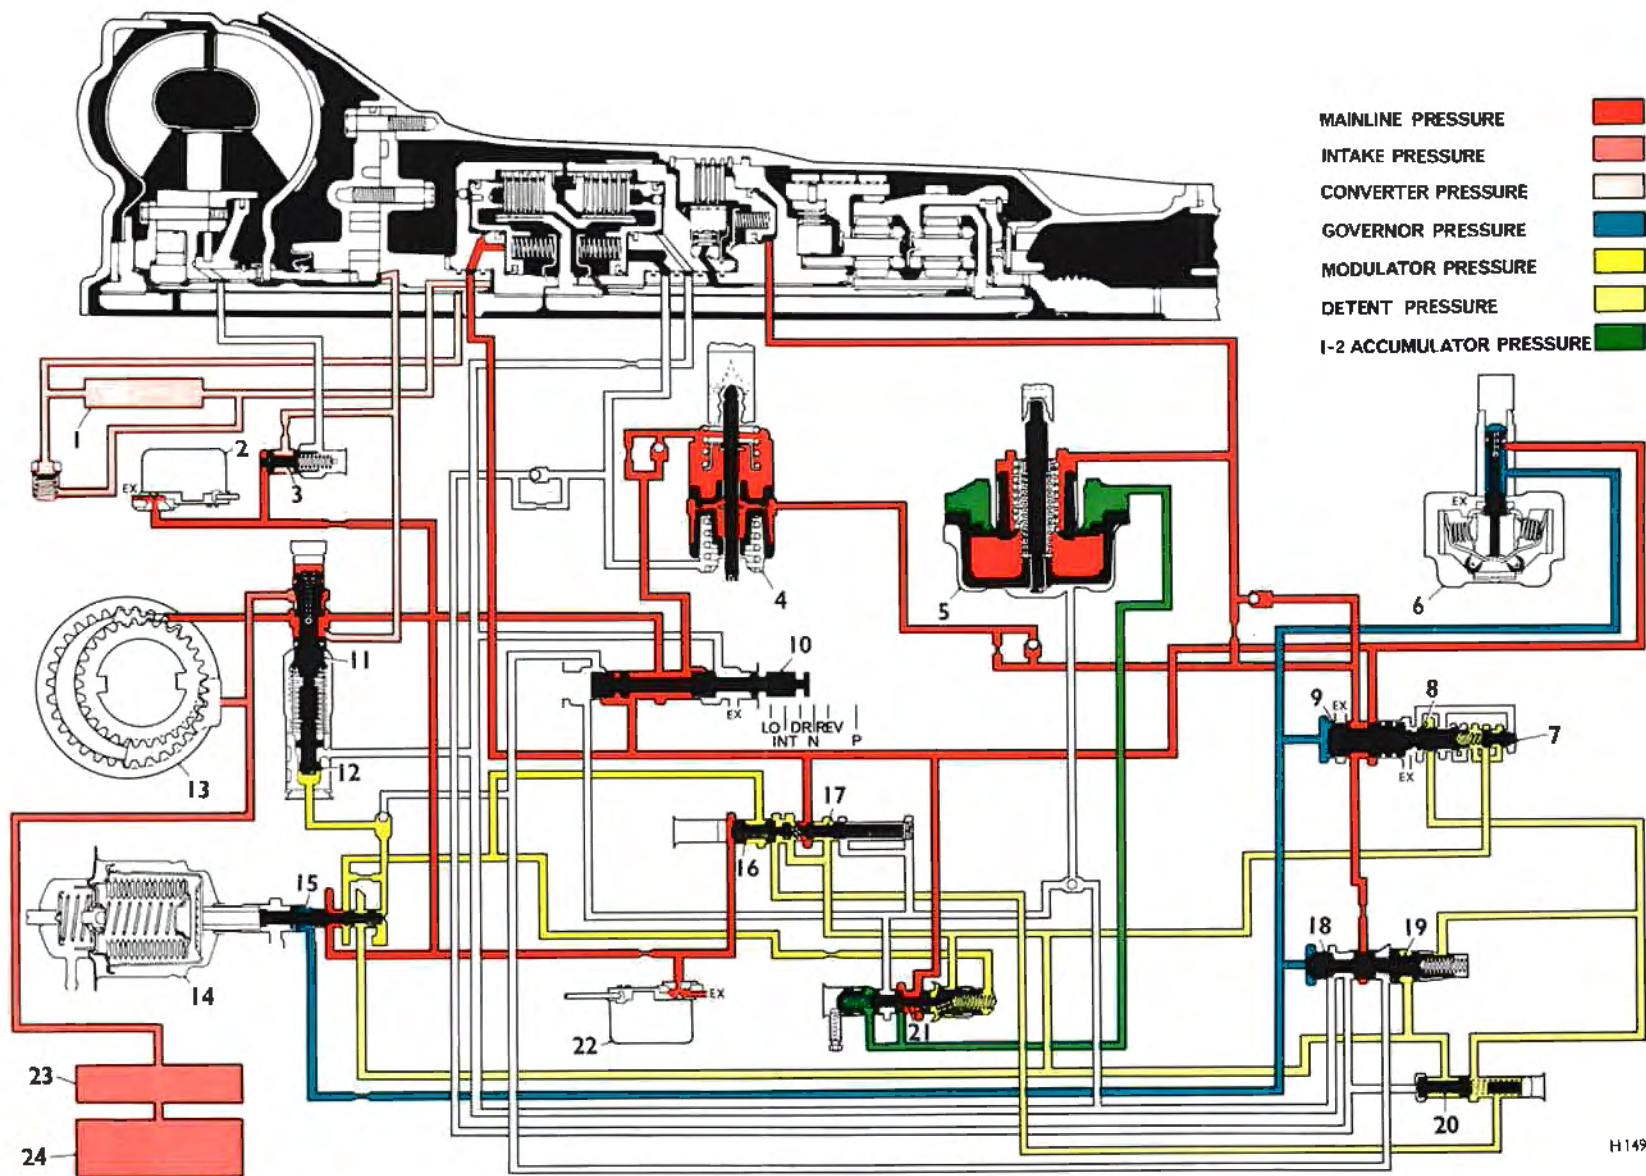 MAINLINE PRESSURE
INTAKE PRESSURE
CONVERTER PRESSURE
GOVERNOR PRESSURE
MODULATOR PRESSURE
DETENT PRESSURE
1-2 ACCUMULATOR PRESSURE
1
2
EX
3
4
5
EX
6
11
10
EX
LO DR REV
INT N P
9
EX
8
7
EX
13
12
16
17
15
14
18
19
EX
22
21
20
23
24
H149